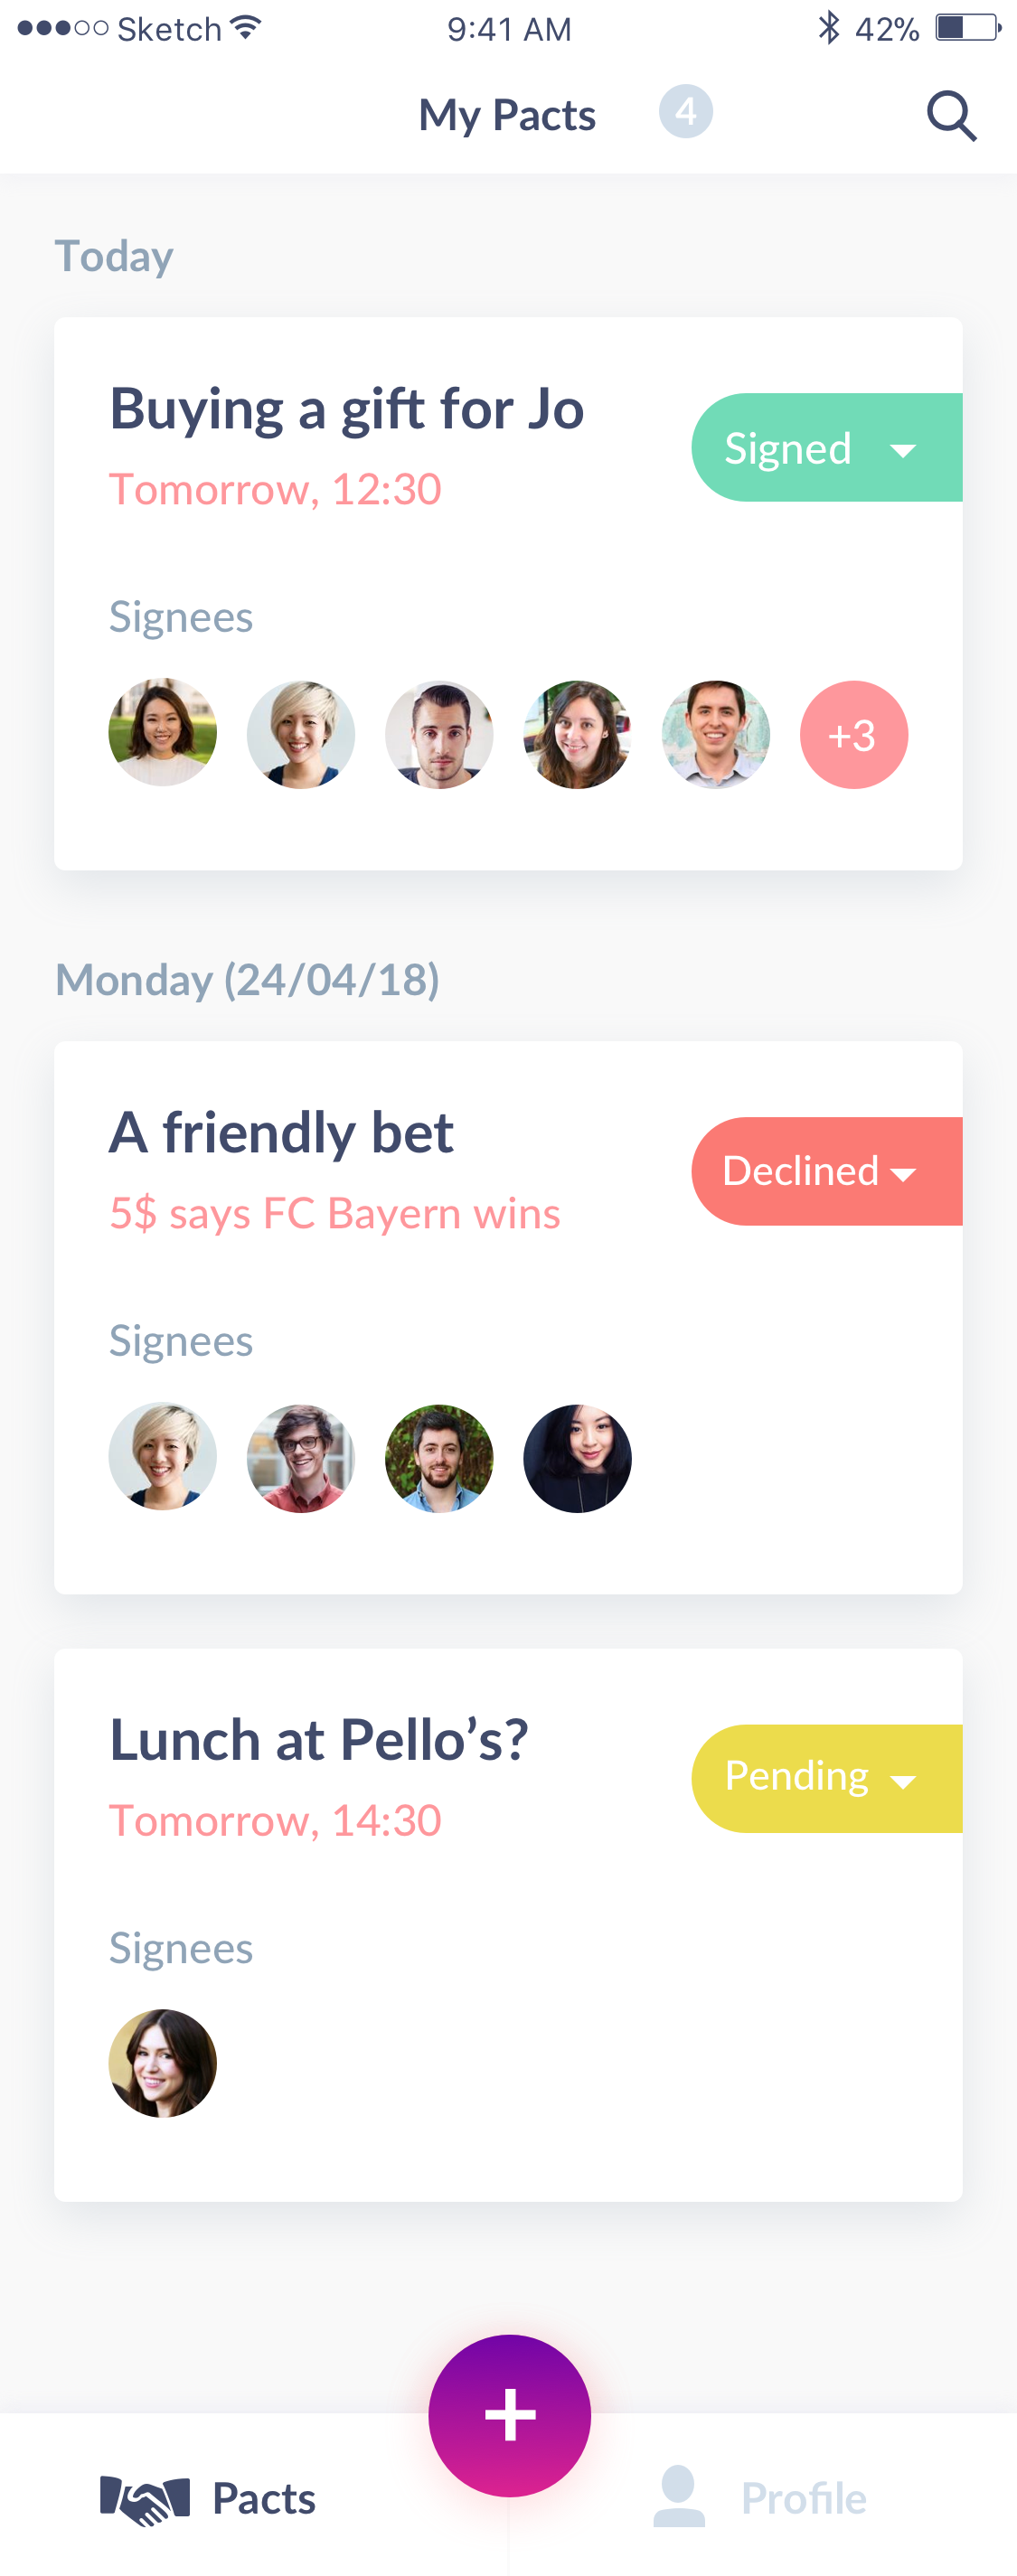 Sketch 9:41 AM 42%
My Pacts 4
Today
Buying a gift for Jo
Signed
Tomorrow, 12:30
Signees
+3
Monday (24/04/18)
A friendly bet
Declined
5$ says FC Bayern wins
Signees
Lunch at Pello’s?
Pending
Tomorrow, 14:30
Signees
+
Pacts Profile